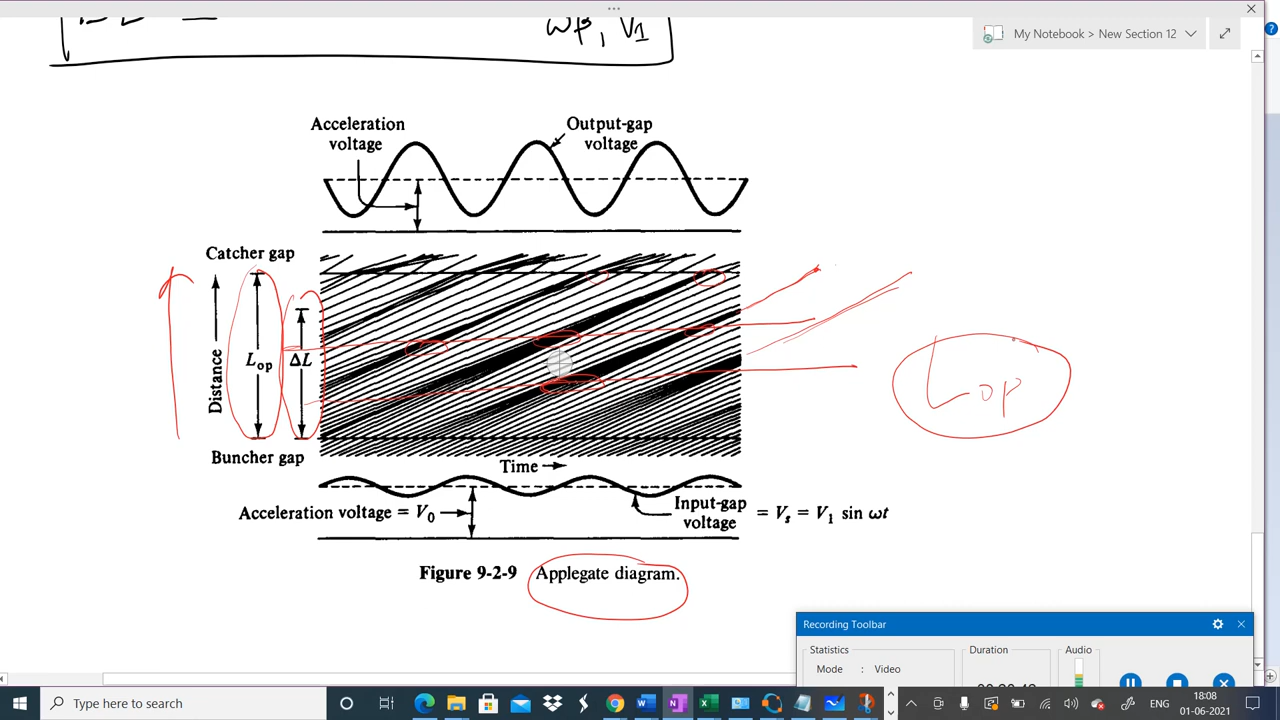 My Notebook > New Section 12
ωβ, V1
Acceleration
voltage
Output-gap
voltage
Catcher gap
Distance
Lop
ΔL
Lop
Buncher gap
Time
Acceleration voltage = V₀
Input-gap
voltage
= Vₛ = V₁ sin ωt
Figure 9-2-9 Applegate diagram.
Recording Toolbar
Statistics
Duration
Audio
Mode : Video
Type here to search
ENG
18:08
01-06-2021